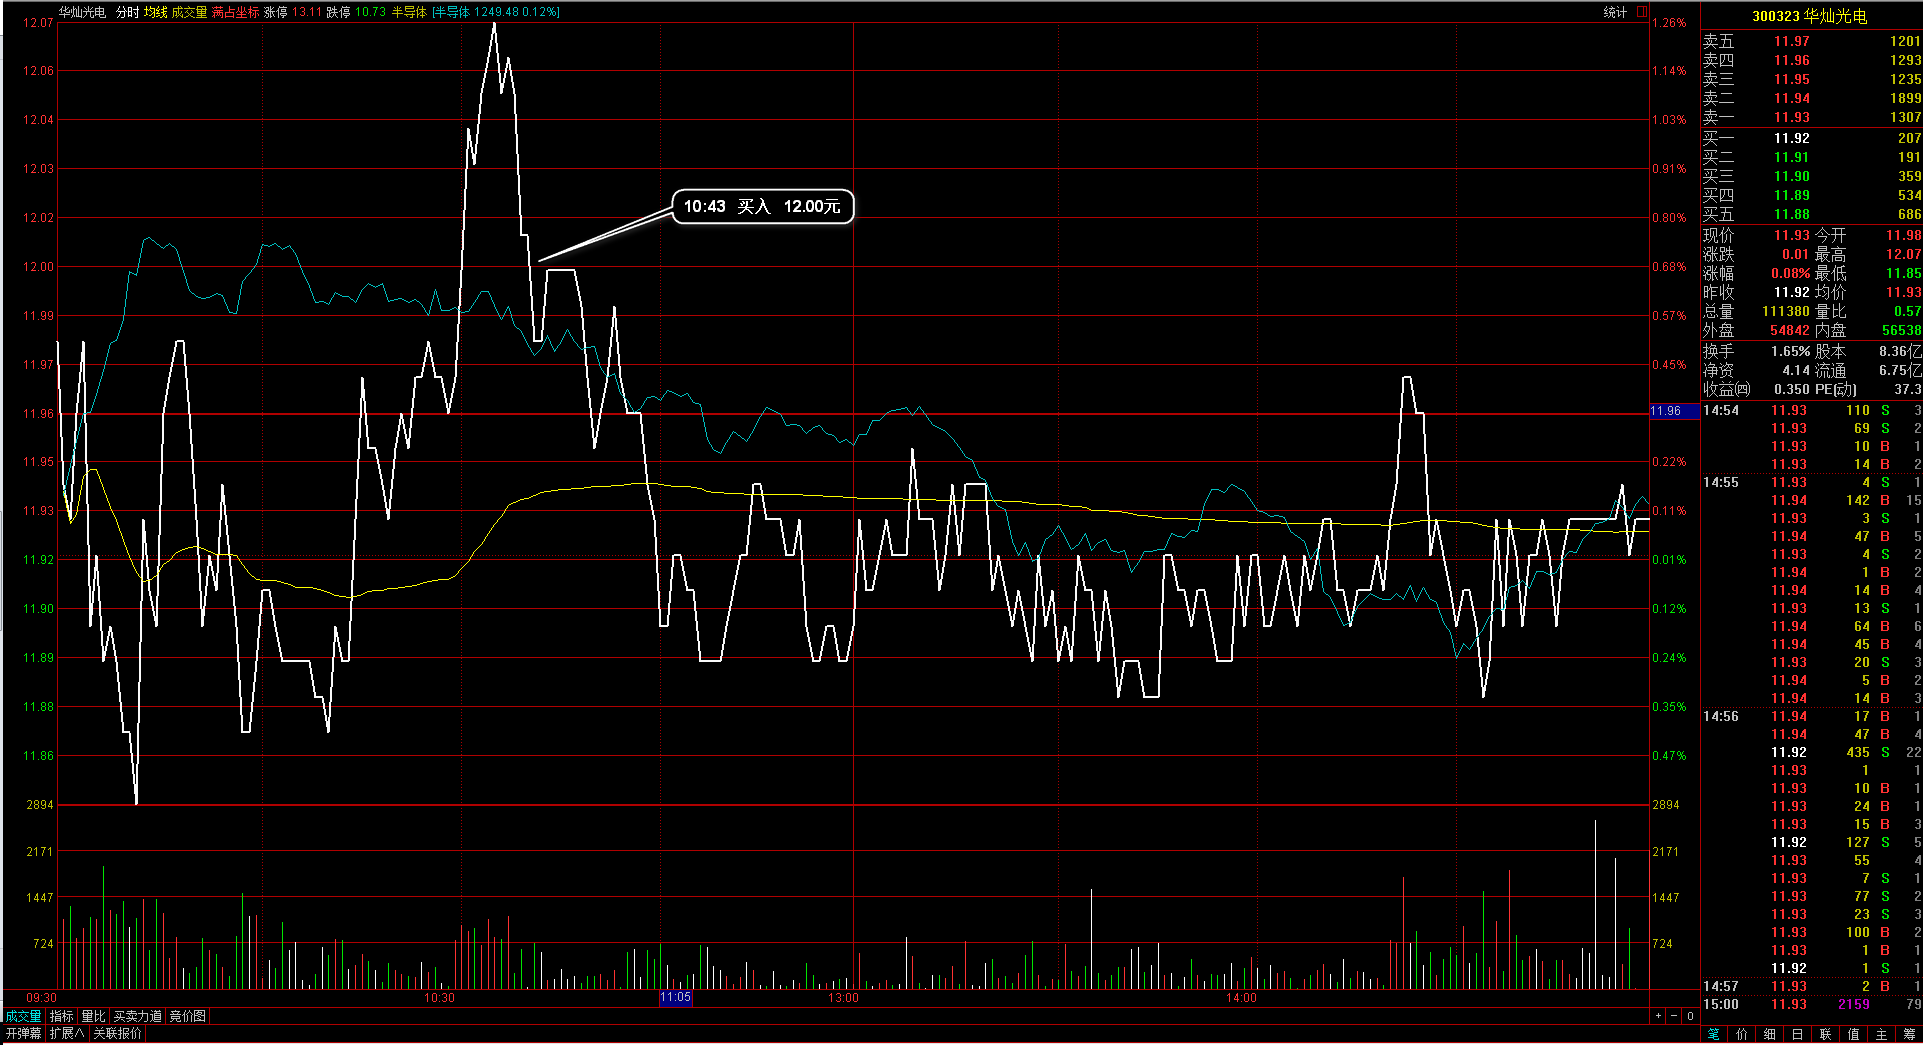 华灿光电 分时 均线 成交量 满占坐标 涨停 13.11 跌停 10.73 半导体 [半导体 1249.48 0.12%] 统计
12.07 1.26%
12.06 1.14%
12.04 1.03%
12.03 0.91%
12.02 0.80%
12.00 0.68%
11.99 0.57%
11.97 0.45%
11.96 11.96
11.95 0.22%
11.93 0.11%
11.92 0.01%
11.90 0.12%
11.89 0.24%
11.88 0.35%
11.86 0.47%
2894 2894
2171 2171
1447 1447
724 724
10:43 买入 12.00元
09:30 10:30 11:05 13:00 14:00
成交量 指标 量比 买卖力道 竞价图 + - 0
开弹幕 扩展∧ 关联报价
300323 华灿光电
卖五 11.97 1201
卖四 11.96 1293
卖三 11.95 1235
卖二 11.94 1899
卖一 11.93 1307
买一 11.92 207
买二 11.91 191
买三 11.90 359
买四 11.89 534
买五 11.88 686
现价 11.93 今开 11.98
涨跌 0.01 最高 12.07
涨幅 0.08% 最低 11.85
昨收 11.92 均价 11.93
总量 111380 量比 0.57
外盘 54842 内盘 56538
换手 1.65% 股本 8.36亿
净资 4.14 流通 6.75亿
收益㈣ 0.350 PE(动) 37.3
14:54 11.93 110 S 3
11.93 69 S 2
11.93 10 B 1
11.93 14 B 2
14:55 11.93 4 S 1
11.94 142 B 15
11.93 3 S 1
11.94 47 B 5
11.93 4 S 2
11.94 1 B 2
11.94 14 B 4
11.93 13 S 1
11.94 64 B 6
11.94 45 B 4
11.93 20 S 3
11.94 5 B 2
11.94 14 B 3
14:56 11.94 17 B 1
11.94 47 B 4
11.92 435 S 22
11.93 1 1
11.93 10 B 1
11.93 24 B 1
11.93 15 B 3
11.92 127 S 5
11.93 55 4
11.93 7 S 1
11.93 77 S 2
11.93 23 S 3
11.93 100 B 2
11.93 1 B 1
11.92 1 S 1
14:57 11.93 2 B 1
15:00 11.93 2159 79
笔 价 细 日 联 值 主 筹